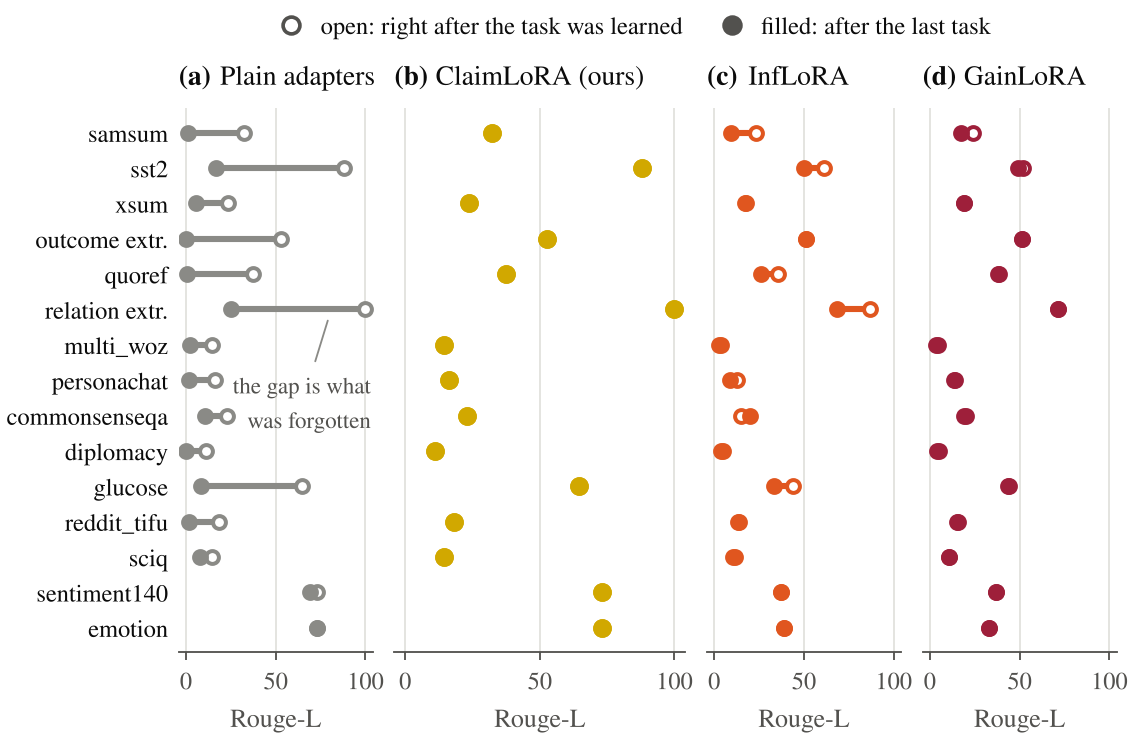 open: right after the task was learned filled: after the last task
(a) Plain adapters (b) ClaimLoRA (ours) (c) InfLoRA (d) GainLoRA
samsum
sst2
xsum
outcome extr.
quoref
relation extr.
multi_woz
personachat
the gap is what
commonsenseqa
was forgotten
diplomacy
glucose
reddit_tifu
sciq
sentiment140
emotion
0 50 100 0 50 100 0 50 100 0 50 100
Rouge-L Rouge-L Rouge-L Rouge-L